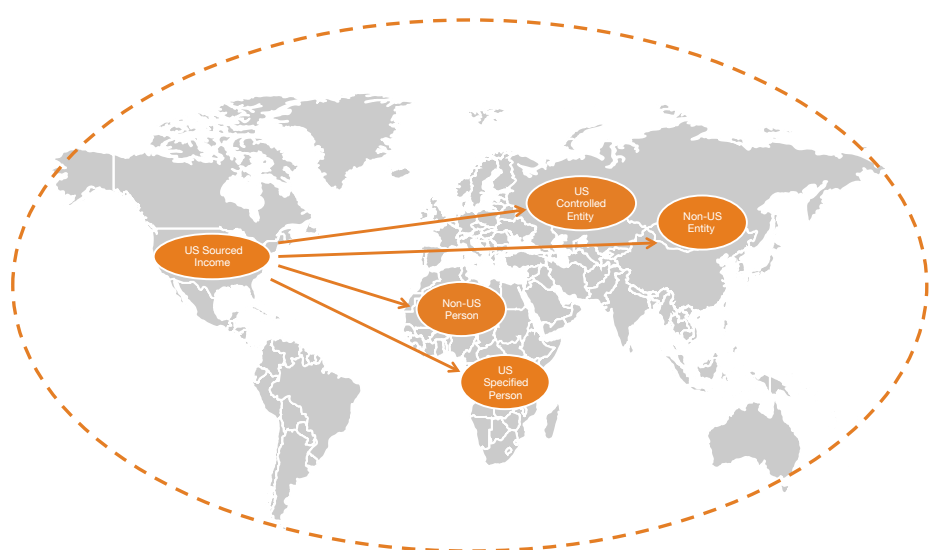 US
Controlled
Entity
Non-US
Entity
US Sourced
Income
Non-US
Person
US
Specified
Person